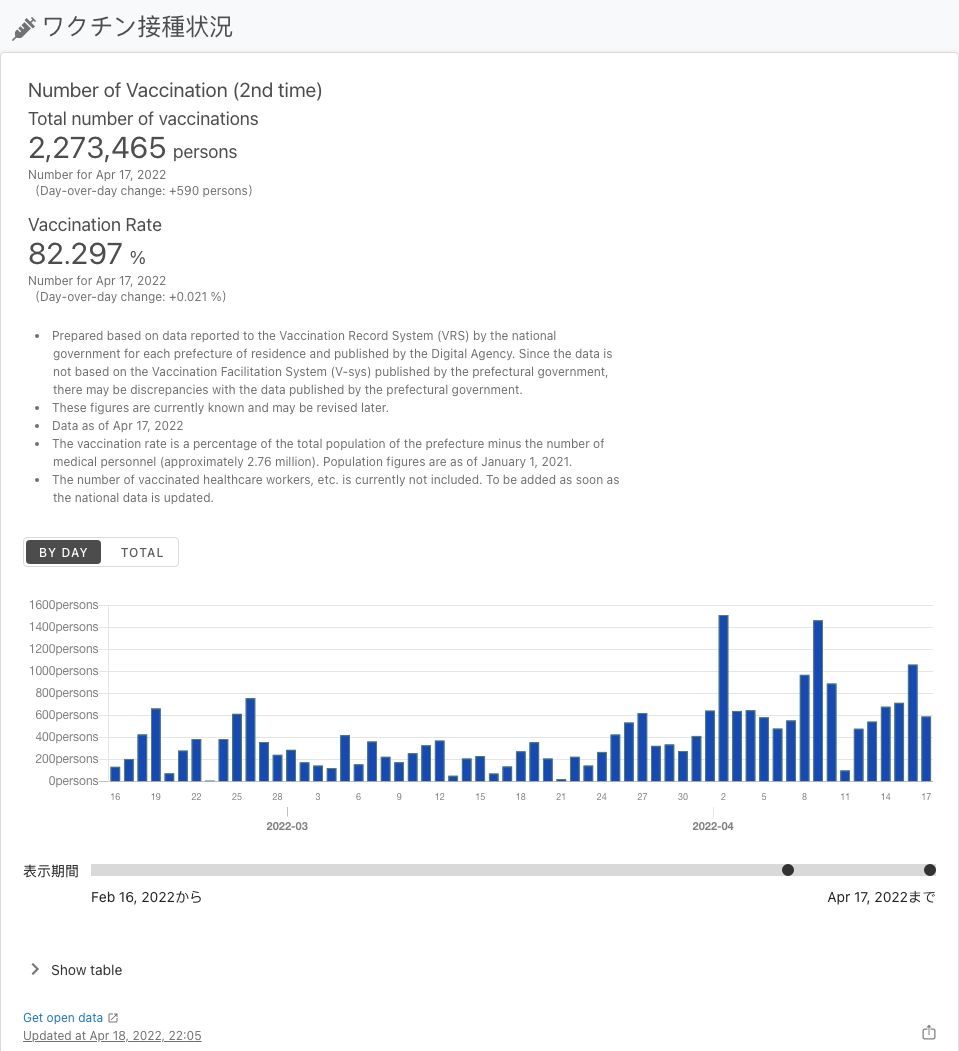 ワクチン接種状況
Number of Vaccination (2nd time)
Total number of vaccinations
2,273,465 persons
Number for Apr 17, 2022
(Day-over-day change: +590 persons)
Vaccination Rate
82.297 %
Number for Apr 17, 2022
(Day-over-day change: +0.021 %)
• Prepared based on data reported to the Vaccination Record System (VRS) by the national
government for each prefecture of residence and published by the Digital Agency. Since the data is
not based on the Vaccination Facilitation System (V-sys) published by the prefectural government,
there may be discrepancies with the data published by the prefectural government.
• These figures are currently known and may be revised later.
• Data as of Apr 17, 2022
• The vaccination rate is a percentage of the total population of the prefecture minus the number of
medical personnel (approximately 2.76 million). Population figures are as of January 1, 2021.
• The number of vaccinated healthcare workers, etc. is currently not included. To be added as soon as
the national data is updated.
BY DAY TOTAL
1600persons
1400persons
1200persons
1000persons
800persons
600persons
400persons
200persons
0persons
16 19 22 25 28 3 6 9 12 15 18 21 24 27 30 2 5 8 11 14 17
2022-03 2022-04
表示期間
Feb 16, 2022から Apr 17, 2022まで
Show table
Get open data
Updated at Apr 18, 2022, 22:05